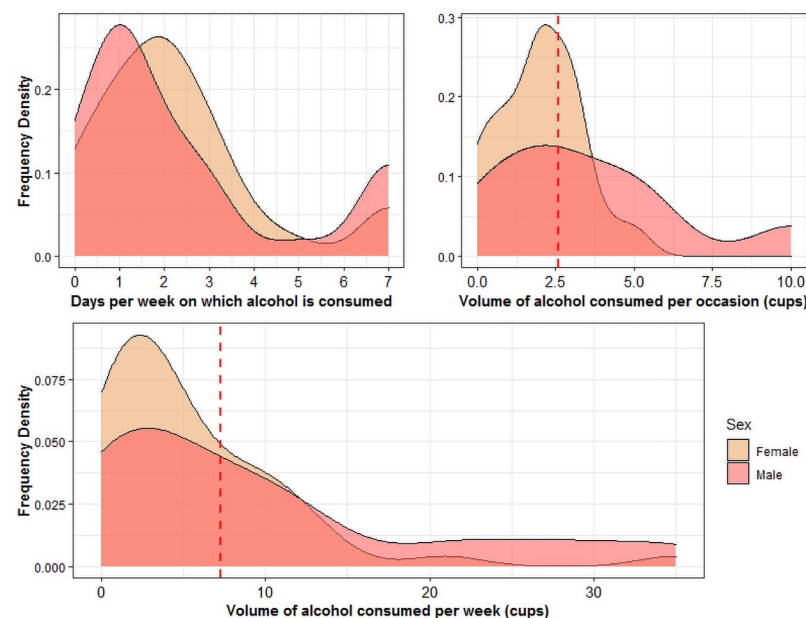 Frequency Density
0.2
0.1
0.0
0 1 2 3 4 5 6 7
Days per week on which alcohol is consumed
0.3
0.2
0.1
0.0
0.0 2.5 5.0 7.5 10.0
Volume of alcohol consumed per occasion (cups)
Frequency Density
0.075
0.050
0.025
0.000
0 10 20 30
Volume of alcohol consumed per week (cups)
Sex
Female
Male